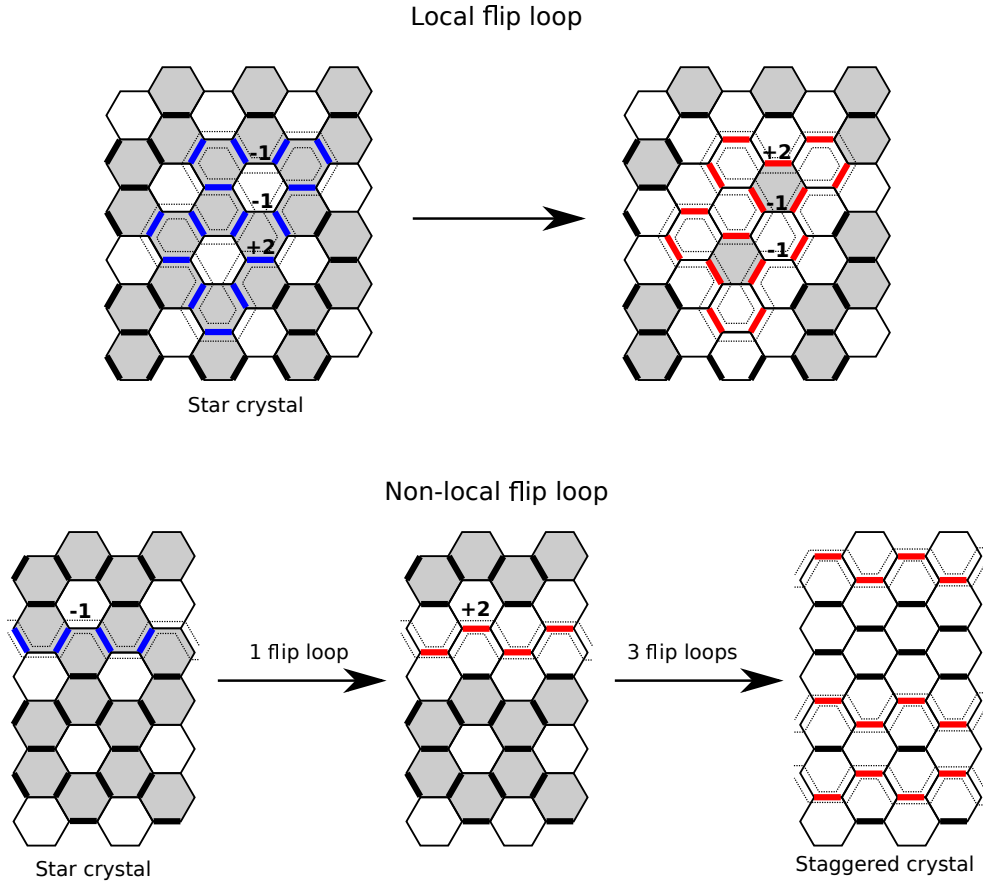 Local flip loop
-1
-1
+2
+2
-1
-1
Star crystal
Non-local flip loop
-1
+2
1 flip loop
3 flip loops
Star crystal
Staggered crystal